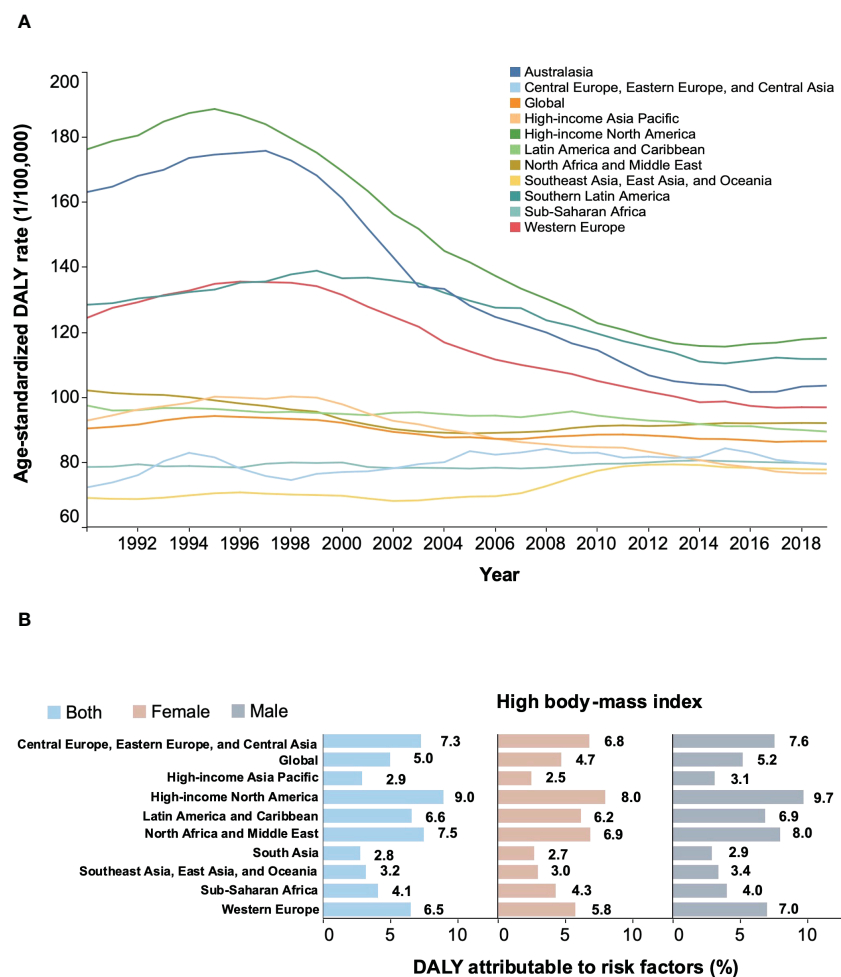 A
Age-standardized DALY rate (1/100,000)
200
180
160
140
120
100
80
60
Australasia
Central Europe, Eastern Europe, and Central Asia
Global
High-income Asia Pacific
High-income North America
Latin America and Caribbean
North Africa and Middle East
Southeast Asia, East Asia, and Oceania
Southern Latin America
Sub-Saharan Africa
Western Europe
1992 1994 1996 1998 2000 2002 2004 2006 2008 2010 2012 2014 2016 2018
Year
B
High body-mass index
Both Female Male
Central Europe, Eastern Europe, and Central Asia 7.3 6.8 7.6
Global 5.0 4.7 5.2
High-income Asia Pacific 2.9 2.5 3.1
High-income North America 9.0 8.0 9.7
Latin America and Caribbean 6.6 6.2 6.9
North Africa and Middle East 7.5 6.9 8.0
South Asia 2.8 2.7 2.9
Southeast Asia, East Asia, and Oceania 3.2 3.0 3.4
Sub-Saharan Africa 4.1 4.3 4.0
Western Europe 6.5 5.8 7.0
0 5 10 0 5 10 0 5 10
DALY attributable to risk factors (%)